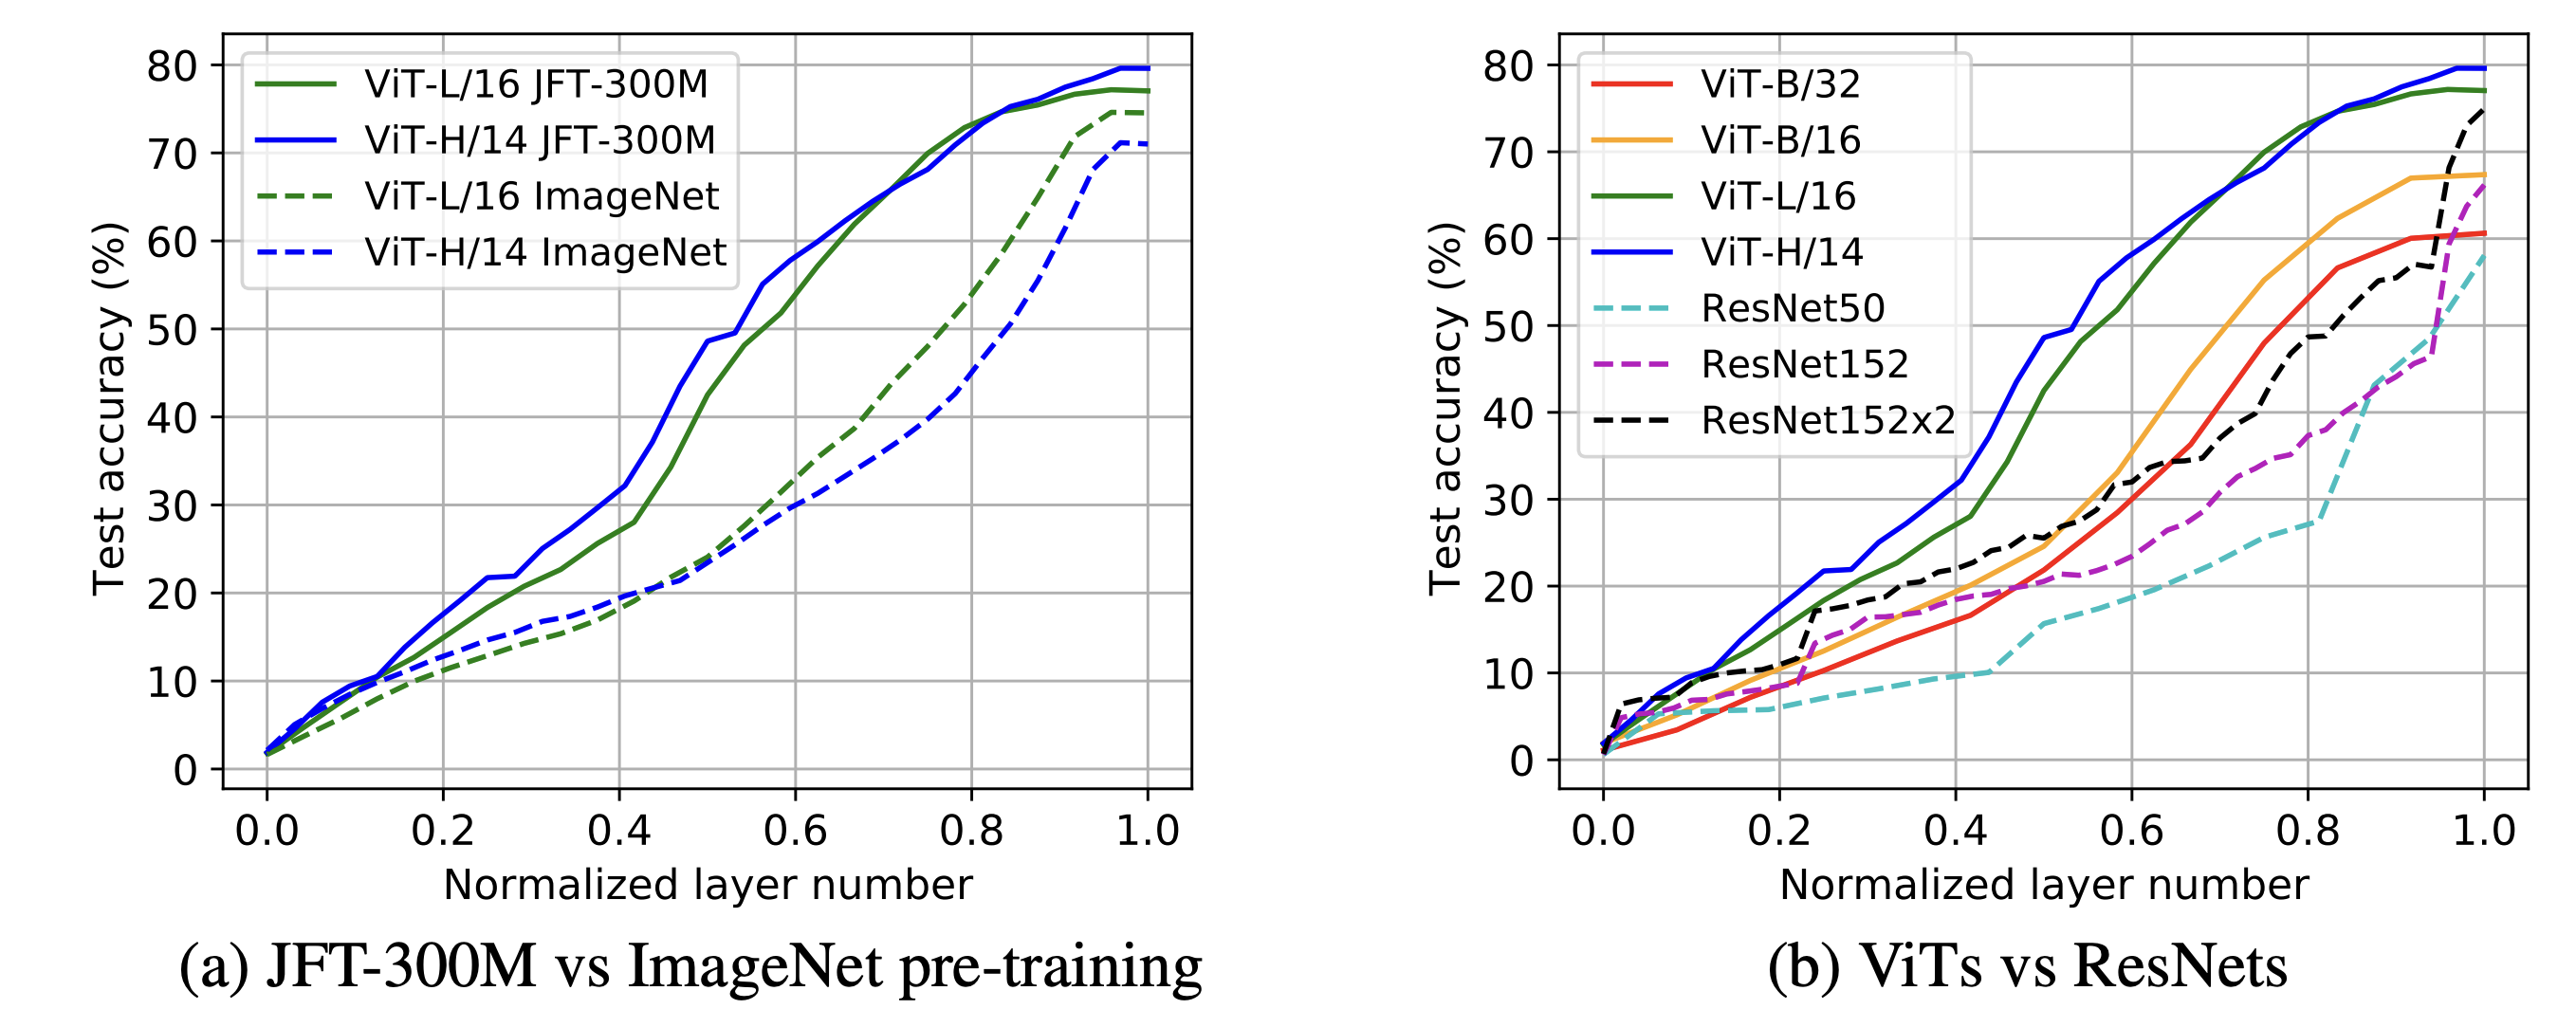 80
70
60
50
40
30
20
10
0
Test accuracy (%)
ViT-L/16 JFT-300M
ViT-H/14 JFT-300M
ViT-L/16 ImageNet
ViT-H/14 ImageNet
0.0 0.2 0.4 0.6 0.8 1.0
Normalized layer number
(a) JFT-300M vs ImageNet pre-training
80
70
60
50
40
30
20
10
0
Test accuracy (%)
ViT-B/32
ViT-B/16
ViT-L/16
ViT-H/14
ResNet50
ResNet152
ResNet152x2
0.0 0.2 0.4 0.6 0.8 1.0
Normalized layer number
(b) ViTs vs ResNets